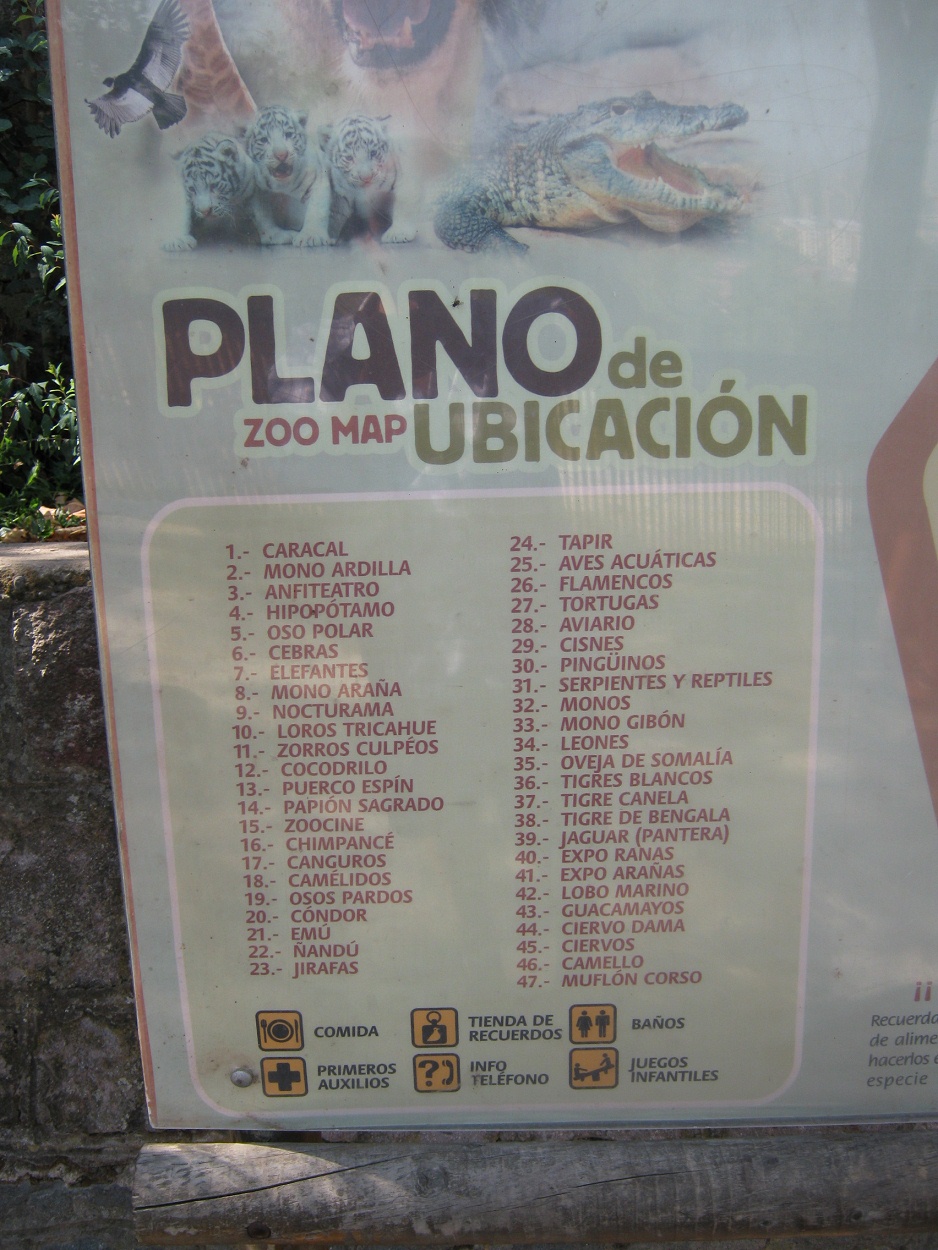 PLANO de
ZOO MAP UBICACIÓN
1.- CARACAL
2.- MONO ARDILLA
3.- ANFITEATRO
4.- HIPOPÓTAMO
5.- OSO POLAR
6.- CEBRAS
7.- ELEFANTES
8.- MONO ARAÑA
9.- NOCTURAMA
10.- LOROS TRICAHUE
11.- ZORROS CULPÉOS
12.- COCODRILO
13.- PUERCO ESPÍN
14.- PAPIÓN SAGRADO
15.- ZOOCINE
16.- CHIMPANCÉ
17.- CANGUROS
18.- CAMÉLIDOS
19.- OSOS PARDOS
20.- CÓNDOR
21.- EMÚ
22.- ÑANDÚ
23.- JIRAFAS
24.- TAPIR
25.- AVES ACUÁTICAS
26.- FLAMENCOS
27.- TORTUGAS
28.- AVIARIO
29.- CISNES
30.- PINGÜINOS
31.- SERPIENTES Y REPTILES
32.- MONOS
33.- MONO GIBÓN
34.- LEONES
35.- OVEJA DE SOMALÍA
36.- TIGRES BLANCOS
37.- TIGRE CANELA
38.- TIGRE DE BENGALA
39.- JAGUAR (PANTERA)
40.- EXPO RANAS
41.- EXPO ARAÑAS
42.- LOBO MARINO
43.- GUACAMAYOS
44.- CIERVO DAMA
45.- CIERVOS
46.- CAMELLO
47.- MUFLÓN CORSO
COMIDA
TIENDA DE
RECUERDOS
BAÑOS
PRIMEROS
AUXILIOS
INFO
TELÉFONO
JUEGOS
INFANTILES
¡¡
Recuerda
de alime
hacerlos e
especie